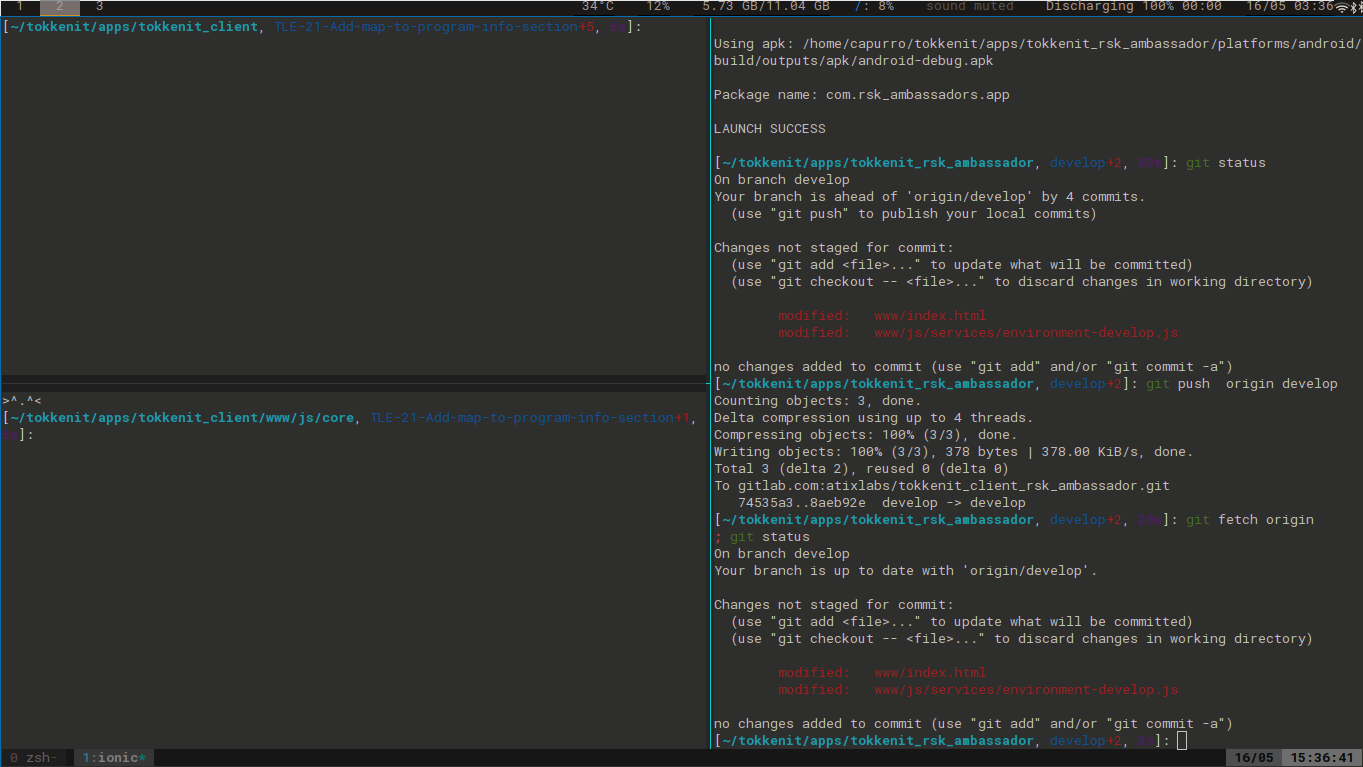 1 2 3 34°C 12% 5.73 GB/11.04 GB /: 8% sound muted Discharging 100% 00:00 16/05 03:36
[~/tokkenit/apps/tokkenit_client, TLE-21-Add-map-to-program-info-section+5, ]:
>^.^<
[~/tokkenit/apps/tokkenit_client/www/js/core, TLE-21-Add-map-to-program-info-section+1,
]:
Using apk: /home/capurro/tokkenit/apps/tokkenit_rsk_ambassador/platforms/android/
build/outputs/apk/android-debug.apk
Package name: com.rsk_ambassadors.app
LAUNCH SUCCESS
[~/tokkenit/apps/tokkenit_rsk_ambassador, develop+2, ]: git status
On branch develop
Your branch is ahead of 'origin/develop' by 4 commits.
(use "git push" to publish your local commits)
Changes not staged for commit:
(use "git add <file>..." to update what will be committed)
(use "git checkout -- <file>..." to discard changes in working directory)
modified: www/index.html
modified: www/js/services/environment-develop.js
no changes added to commit (use "git add" and/or "git commit -a")
[~/tokkenit/apps/tokkenit_rsk_ambassador, develop+2]: git push origin develop
Counting objects: 3, done.
Delta compression using up to 4 threads.
Compressing objects: 100% (3/3), done.
Writing objects: 100% (3/3), 378 bytes | 378.00 KiB/s, done.
Total 3 (delta 2), reused 0 (delta 0)
To gitlab.com:atixlabs/tokkenit_client_rsk_ambassador.git
74535a3..8aeb92e develop -> develop
[~/tokkenit/apps/tokkenit_rsk_ambassador, develop+2, ]: git fetch origin
; git status
On branch develop
Your branch is up to date with 'origin/develop'.
Changes not staged for commit:
(use "git add <file>..." to update what will be committed)
(use "git checkout -- <file>..." to discard changes in working directory)
modified: www/index.html
modified: www/js/services/environment-develop.js
no changes added to commit (use "git add" and/or "git commit -a")
[~/tokkenit/apps/tokkenit_rsk_ambassador, develop+2, ]:
0 zsh- 1:ionic* 16/05 15:36:41